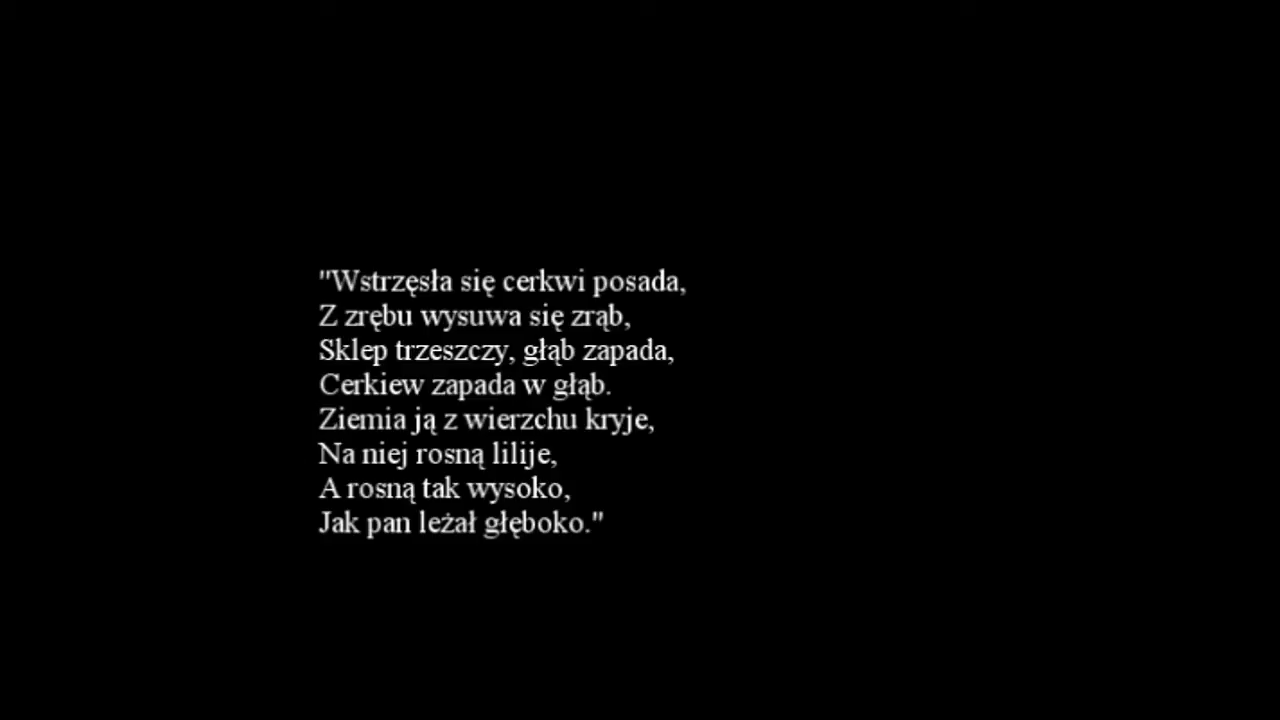 "Wstrzęsła się cerkwi posada,
Z zrębu wysuwa się zrąb,
Sklep trzeszczy, głąb zapada,
Cerkiew zapada w głąb.
Ziemia ją z wierzchu kryje,
Na niej rosną lilije,
A rosną tak wysoko,
Jak pan leżał głęboko."